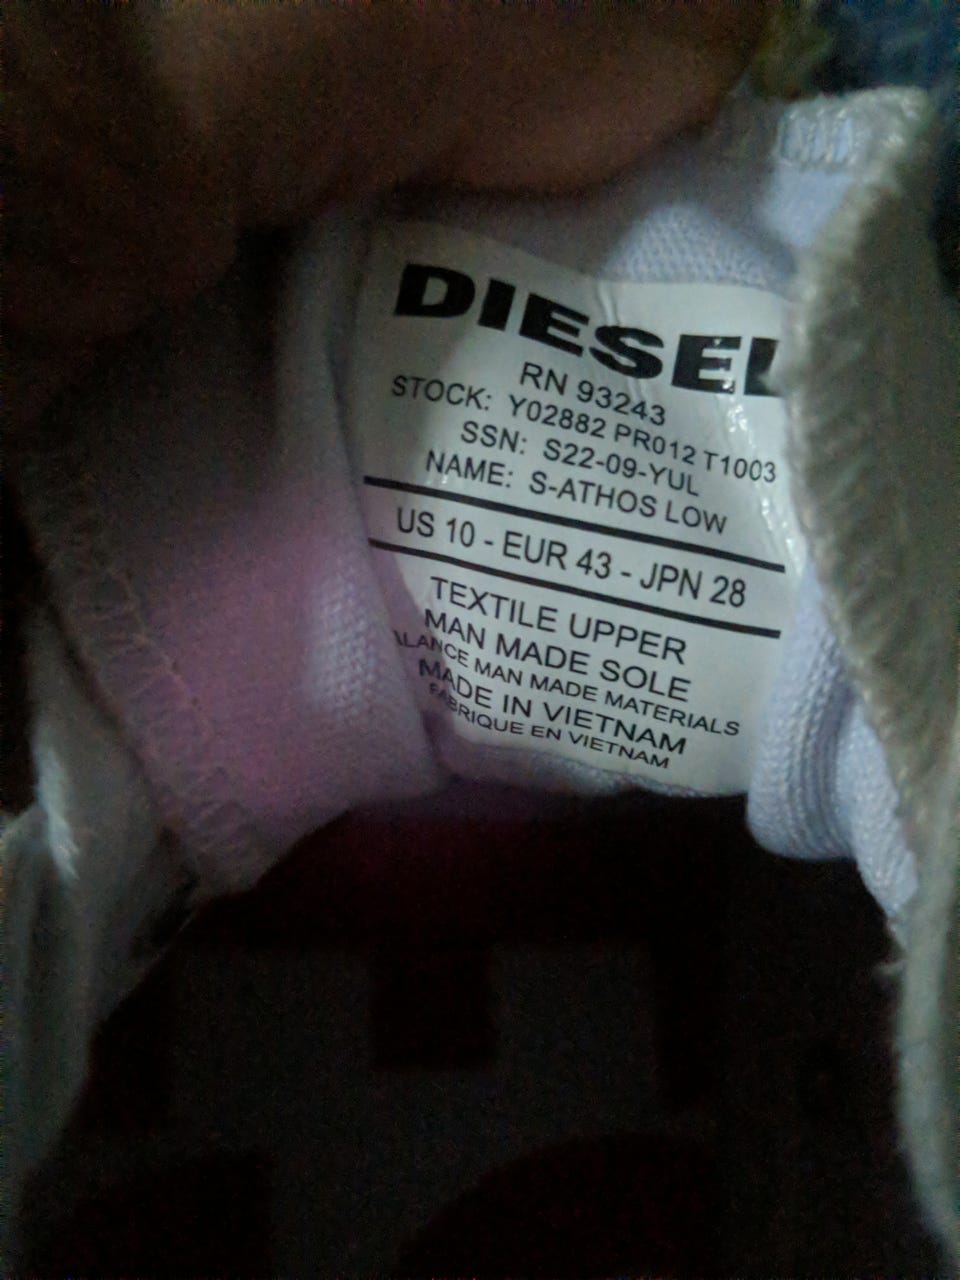 DIESEL
RN 93243
STOCK: Y02882 PR012 T1003
SSN: S22-09-YUL
NAME: S-ATHOS LOW
US 10 - EUR 43 - JPN 28
TEXTILE UPPER
MAN MADE SOLE
ALANCE MAN MADE MATERIALS
MADE IN VIETNAM
FABRIQUE EN VIETNAM